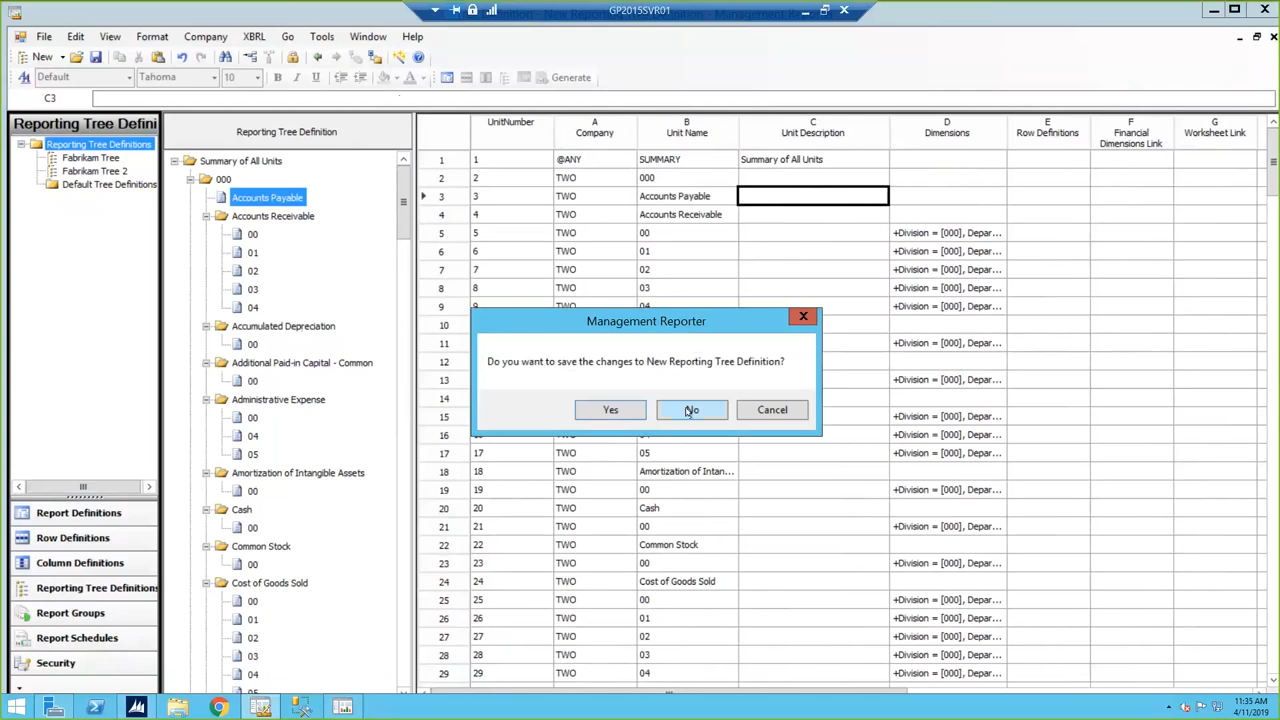 GP2015SVR01
File Edit View Format Company XBRL Go Tools Window Help
New Generate
Default Tahoma 10 B I U
C3
Reporting Tree Defini
Reporting Tree Definitions
Fabrikam Tree
Fabrikam Tree 2
Default Tree Definitions
Report Definitions
Row Definitions
Column Definitions
Reporting Tree Definitions
Report Groups
Report Schedules
Security
Reporting Tree Definition
Summary of All Units
000
Accounts Payable
Accounts Receivable
00
01
02
03
04
Accumulated Depreciation
00
Additional Paid-in Capital - Common
00
Administrative Expense
00
04
05
Amortization of Intangible Assets
00
Cash
00
Common Stock
00
Cost of Goods Sold
00
01
02
03
04
05
UnitNumber A Company B Unit Name C Unit Description D Dimensions E Row Definitions F Financial Dimensions Link G Worksheet Link
1 1 @ANY SUMMARY Summary of All Units
2 2 TWO 000
3 3 TWO Accounts Payable
4 4 TWO Accounts Receivable
5 5 TWO 00 +Division = [000], Depar...
6 6 TWO 01 +Division = [000], Depar...
7 7 TWO 02 +Division = [000], Depar...
8 8 TWO 03 +Division = [000], Depar...
9 9 TWO 04 +Division = [000], Depar...
10
11 +Division = [000], Depar...
12
13 +Division = [000], Depar...
14
15 +Division = [000], Depar...
16 16 TWO +Division = [000], Depar...
17 17 TWO 05 +Division = [000], Depar...
18 18 TWO Amortization of Intan...
19 19 TWO 00 +Division = [000], Depar...
20 20 TWO Cash
21 21 TWO 00 +Division = [000], Depar...
22 22 TWO Common Stock
23 23 TWO 00 +Division = [000], Depar...
24 24 TWO Cost of Goods Sold
25 25 TWO 00 +Division = [000], Depar...
26 26 TWO 01 +Division = [000], Depar...
27 27 TWO 02 +Division = [000], Depar...
28 28 TWO 03 +Division = [000], Depar...
29 29 TWO 04 +Division = [000], Depar...
Management Reporter
Do you want to save the changes to New Reporting Tree Definition?
Yes No Cancel
11:35 AM
4/11/2019